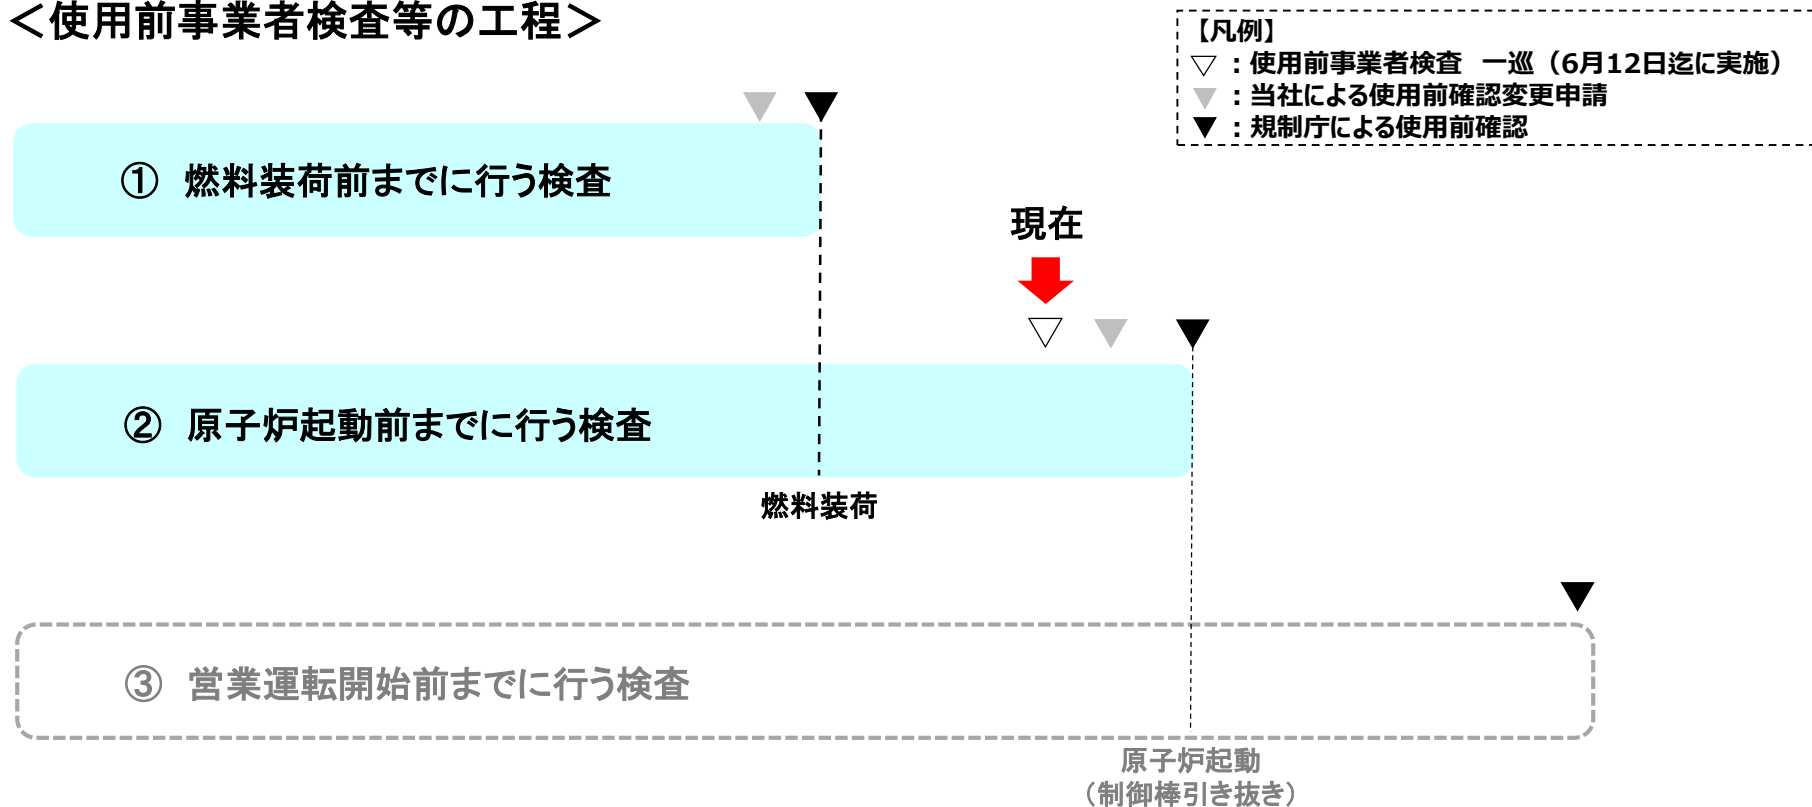 ＜使用前事業者検査等の工程＞
【凡例】
▽：使用前事業者検査　一巡（6月12日迄に実施）
▼：当社による使用前確認変更申請
▼：規制庁による使用前確認
① 燃料装荷前までに行う検査
現在
② 原子炉起動前までに行う検査
燃料装荷
③ 営業運転開始前までに行う検査
原子炉起動
（制御棒引き抜き）